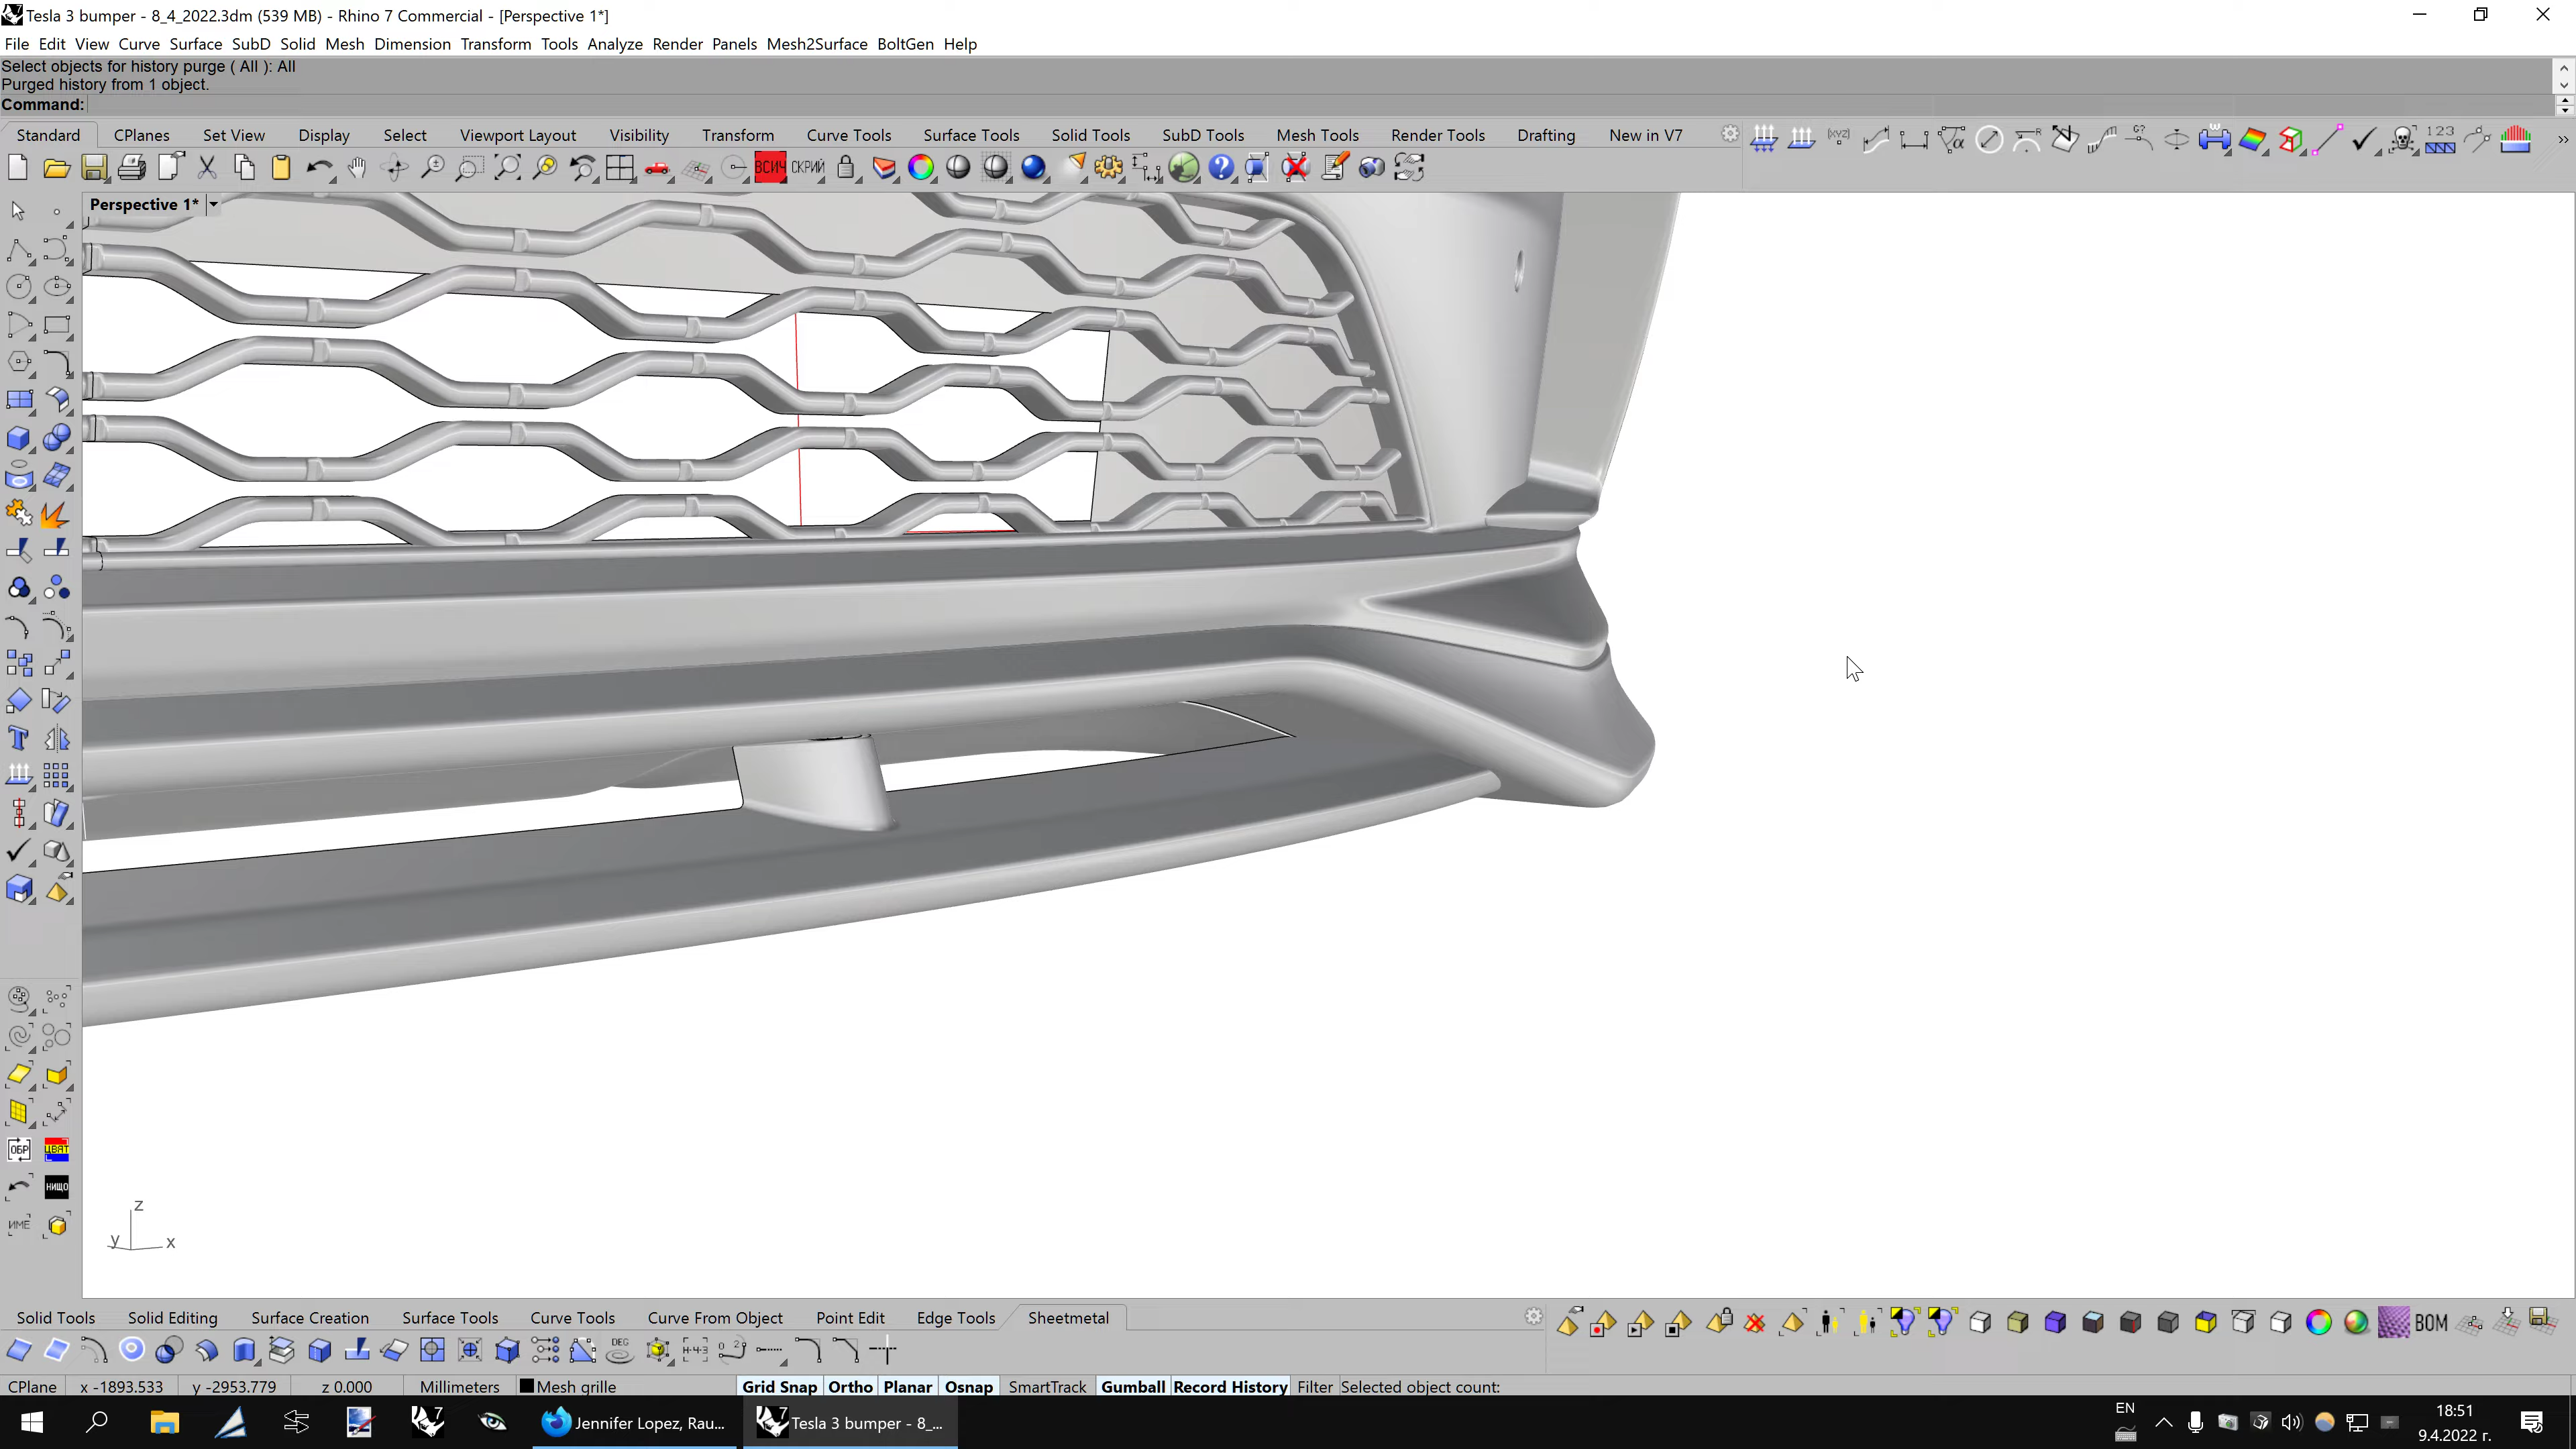 Tesla 3 bumper - 8_4_2022.3dm (539 MB) - Rhino 7 Commercial - [Perspective 1*]
File Edit View Curve Surface SubD Solid Mesh Dimension Transform Tools Analyze Render Panels Mesh2Surface BoltGen Help
Select objects for history purge ( All ): All
Purged history from 1 object.
Command:
Standard CPlanes Set View Display Select Viewport Layout Visibility Transform Curve Tools Surface Tools Solid Tools SubD Tools Mesh Tools Render Tools Drafting New in V7
ВСИЧ СКРИЙ
Perspective 1*
ОБР ЦВЯТ
НИЩО
ИМЕ
z
y x
Solid Tools Solid Editing Surface Creation Surface Tools Curve Tools Curve From Object Point Edit Edge Tools Sheetmetal
BOM
DEG
CPlane x -1893.533 y -2953.779 z 0.000 Millimeters Mesh grille Grid Snap Ortho Planar Osnap SmartTrack Gumball Record History Filter Selected object count:
Jennifer Lopez, Rau... Tesla 3 bumper - 8_...
EN
18:51
9.4.2022 г.